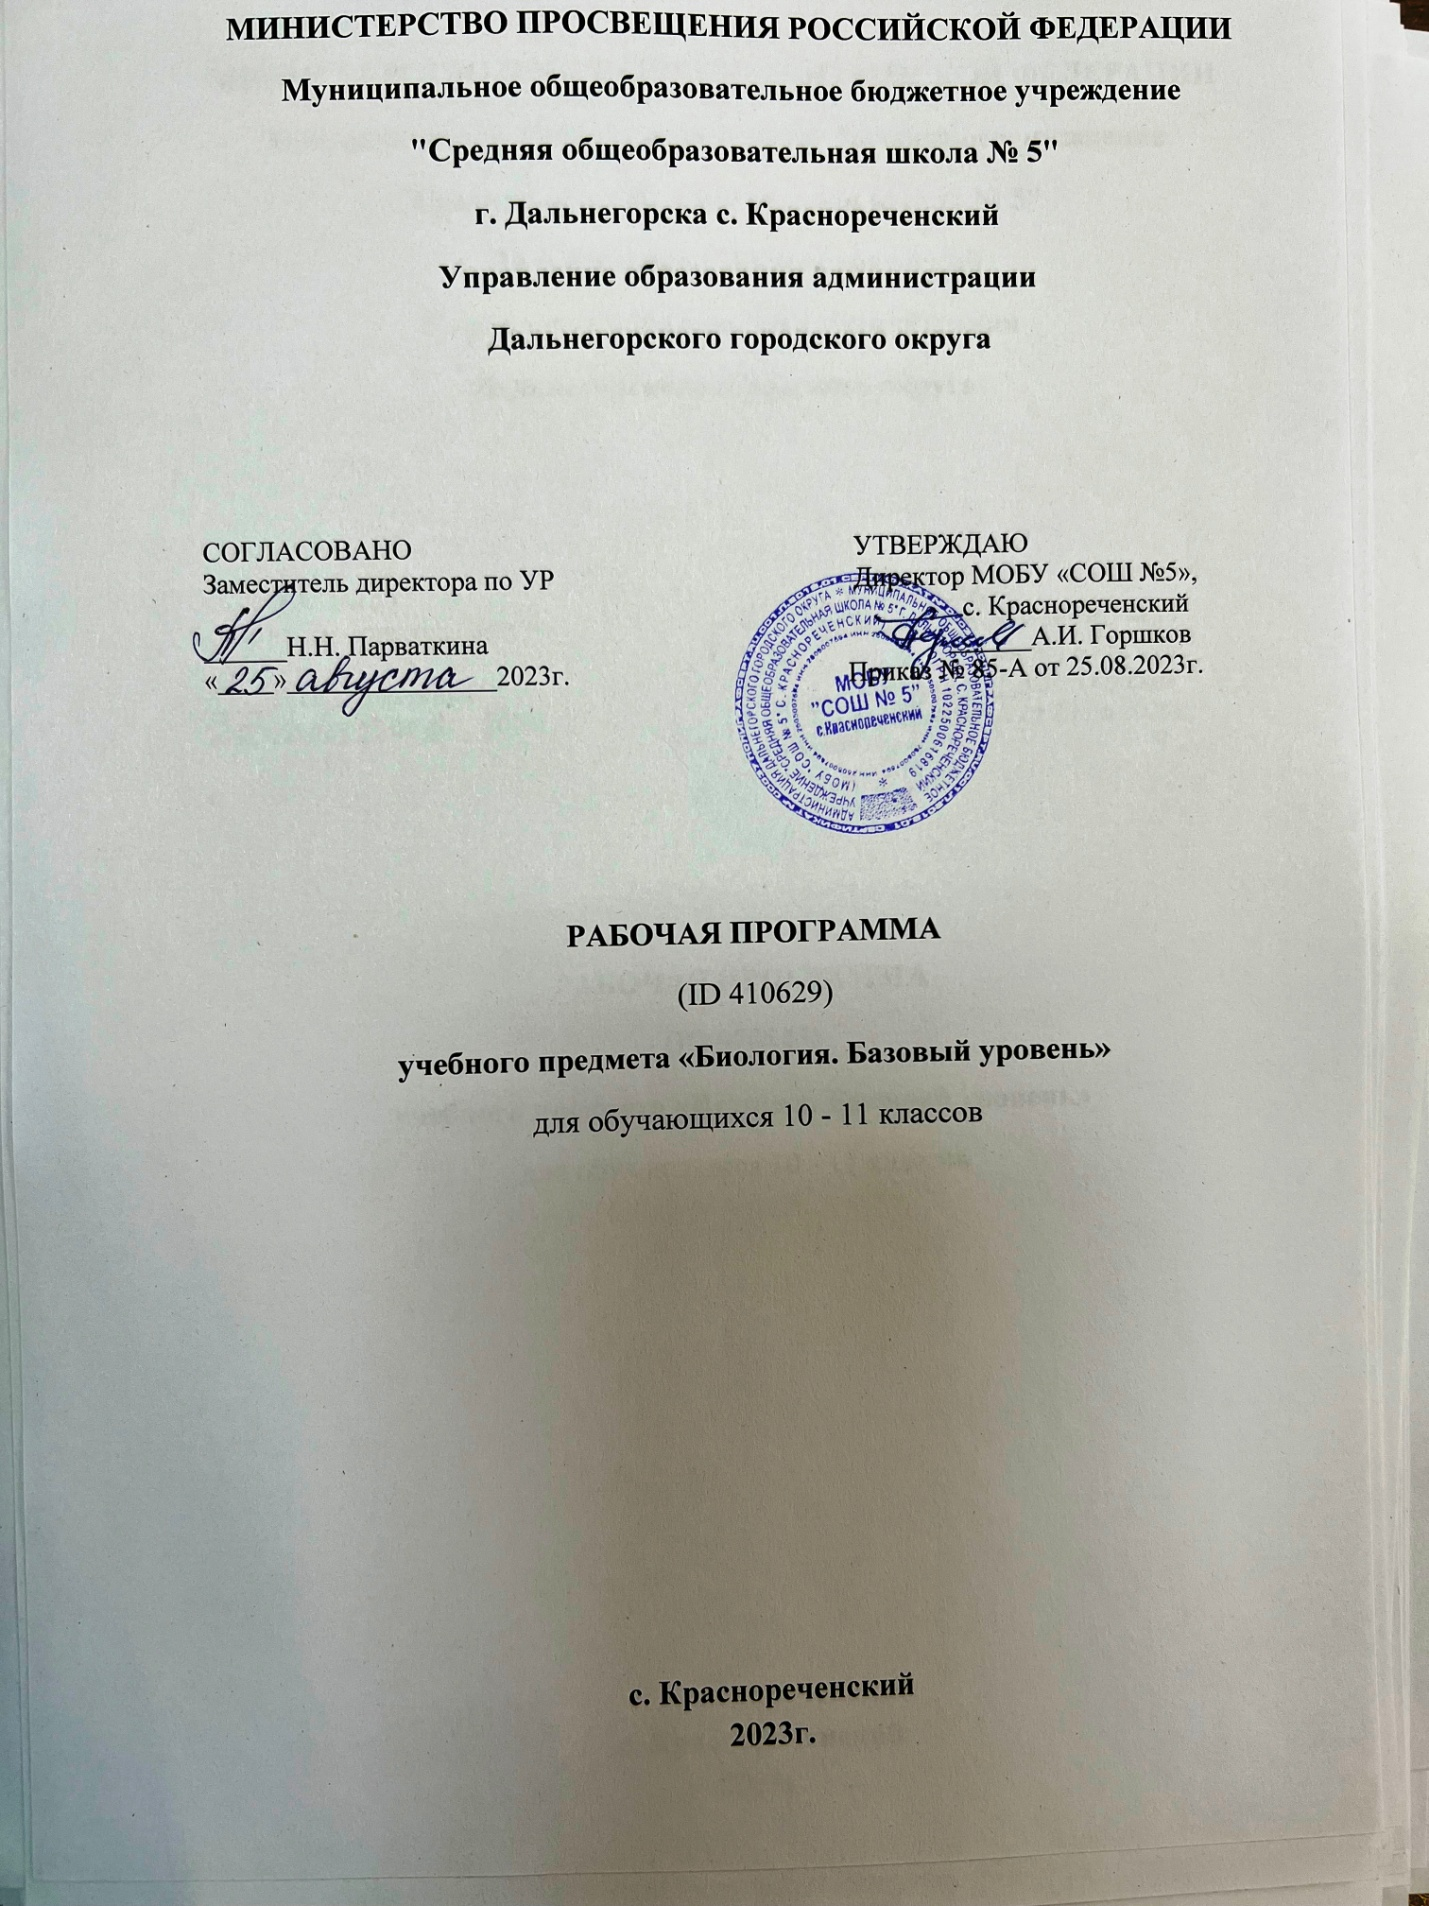 МИНИСТЕРСТВО ПРОСВЕЩЕНИЯ РОССИЙСКОЙ ФЕДЕРАЦИИ
Муниципальное общеобразовательное бюджетное учреждение
"Средняя общеобразовательная школа № 5"
г. Дальнегорска с. Краснореченский
Управление образования администрации
Дальнегорского городского округа
СОГЛАСОВАНО
Заместитель директора по УР
Н.Н. Парваткина
«25» августа 2023г.
УТВЕРЖДАЮ
Директор МОБУ «СОШ №5»,
с. Краснореченский
А.И. Горшков
Приказ № 85-А от 25.08.2023г.
МОБУ
"СОШ № 5"
с.Краснореченский
РАБОЧАЯ ПРОГРАММА
(ID 410629)
учебного предмета «Биология. Базовый уровень»
для обучающихся 10 - 11 классов
с. Краснореченский
2023г.